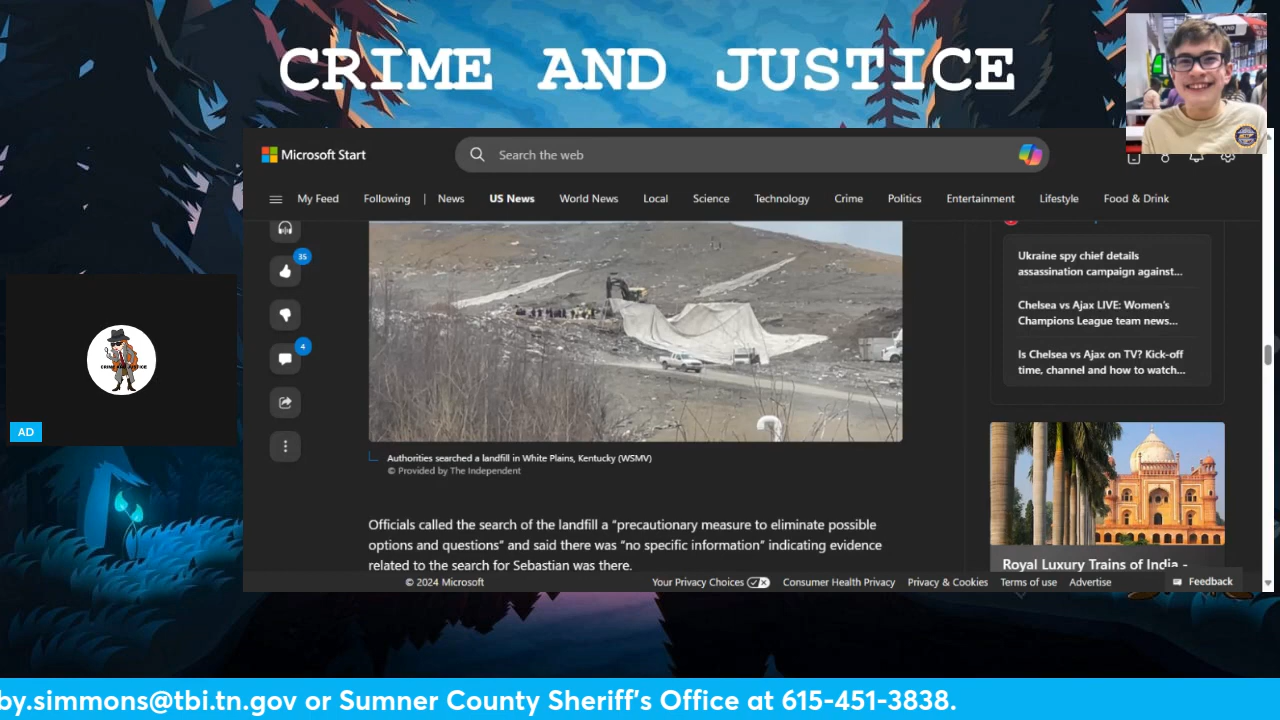 CRIME AND JUSTICE
Microsoft Start
Search the web
My Feed Following | News US News World News Local Science Technology Crime Politics Entertainment Lifestyle Food & Drink
35
4
Authorities searched a landfill in White Plains, Kentucky (WSMV)
© Provided by The Independent
Officials called the search of the landfill a "precautionary measure to eliminate possible
options and questions" and said there was "no specific information" indicating evidence
related to the search for Sebastian was there.
Ukraine spy chief details
assassination campaign against...
Chelsea vs Ajax LIVE: Women's
Champions League team news...
Is Chelsea vs Ajax on TV? Kick-off
time, channel and how to watch...
Royal Luxury Trains of India -
© 2024 Microsoft
Your Privacy Choices Consumer Health Privacy Privacy & Cookies Terms of use Advertise
Feedback
CRIME AND JUSTICE
AD
by.simmons@tbi.tn.gov or Sumner County Sheriff's Office at 615-451-3838.